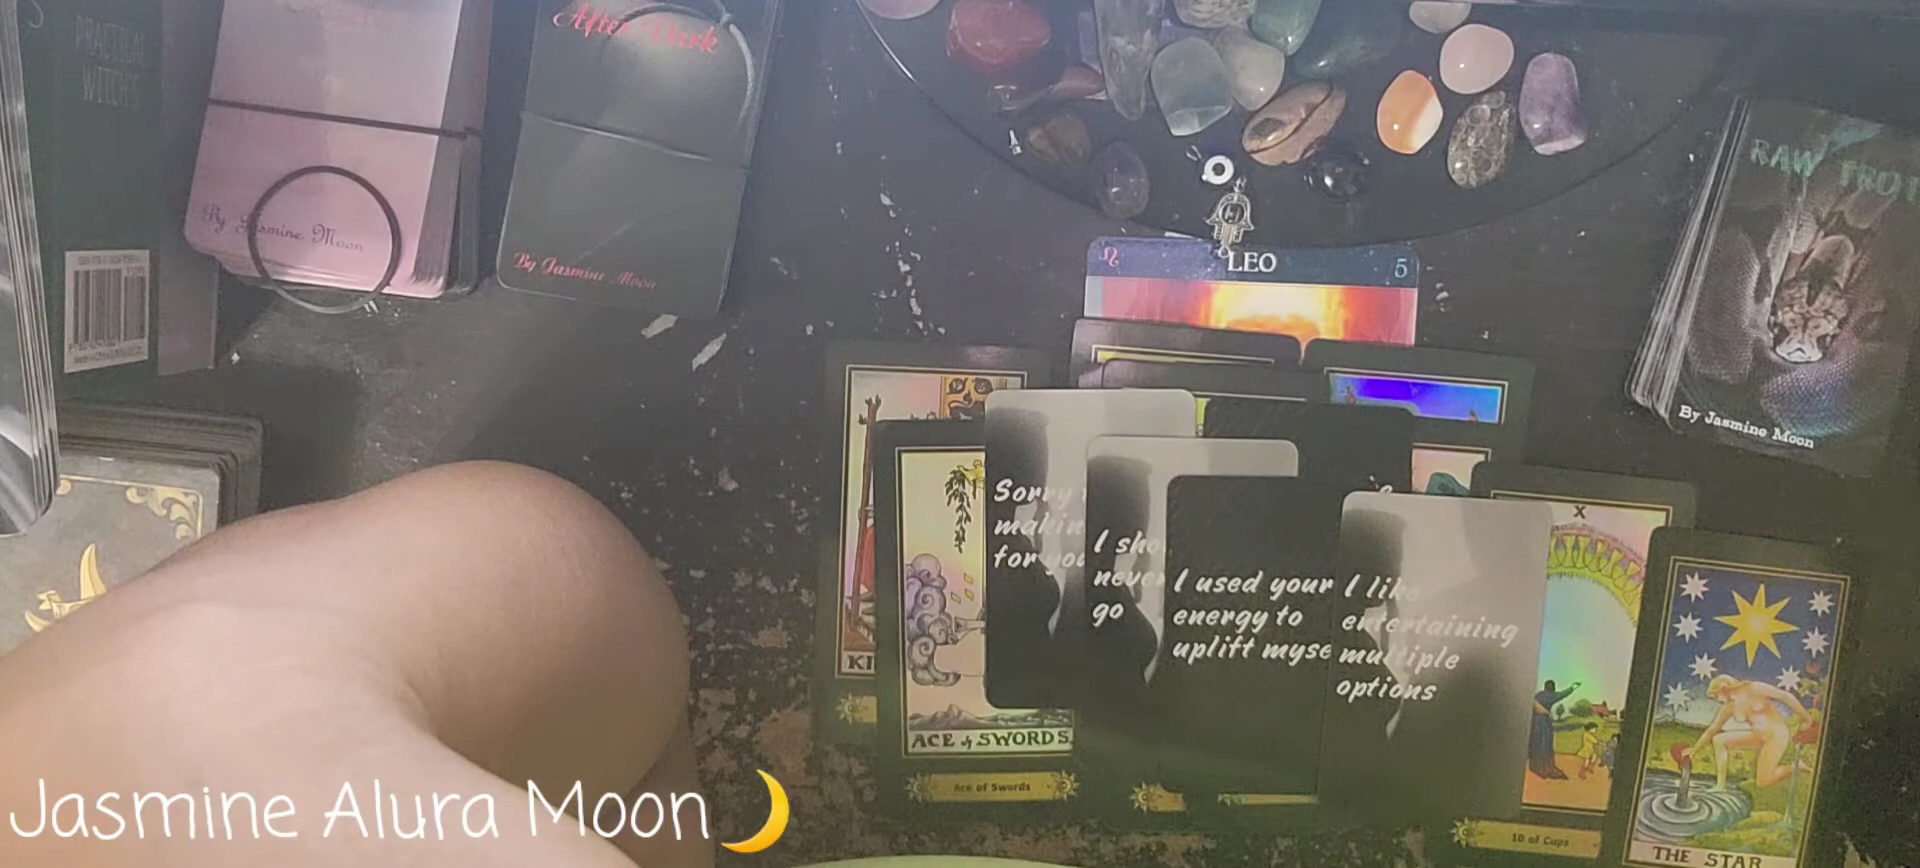 PRACTICAL
WITCH'S
By Jasmine Moon
After Dark
By Jasmine Moon
LEO
5
RAW
By Jasmine Moon
Sorry
for you
I
never
go
I used your
energy to
uplift
I like
entertaining
multiple
options
X
ACE of SWORDS
Ace of Swords
10 of Cups
THE STAR
Jasmine Alura Moon🌙